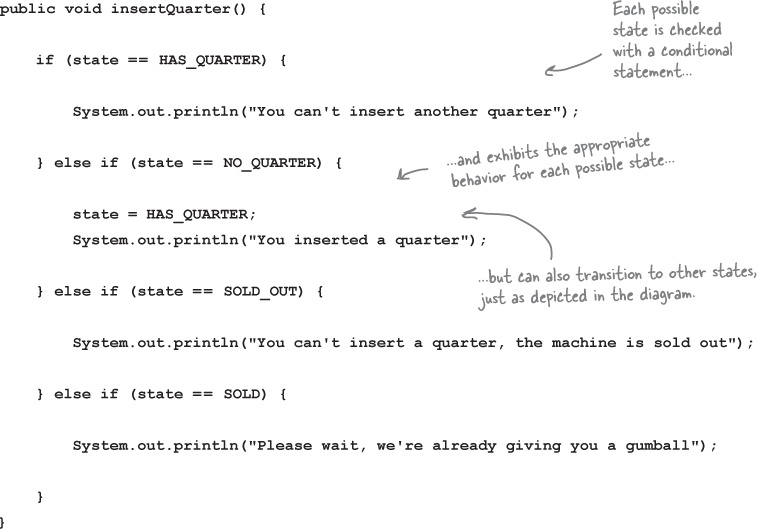 public void insertQuarter() {
if (state == HAS_QUARTER) {
System.out.println("You can't insert another quarter");
} else if (state == NO_QUARTER) {
state = HAS_QUARTER;
System.out.println("You inserted a quarter");
} else if (state == SOLD_OUT) {
System.out.println("You can't insert a quarter, the machine is sold out");
} else if (state == SOLD) {
System.out.println("Please wait, we're already giving you a gumball");
}
}
Each possible
state is checked
with a conditional
statement...
...and exhibits the appropriate
behavior for each possible state...
...but can also transition to other states,
just as depicted in the diagram.